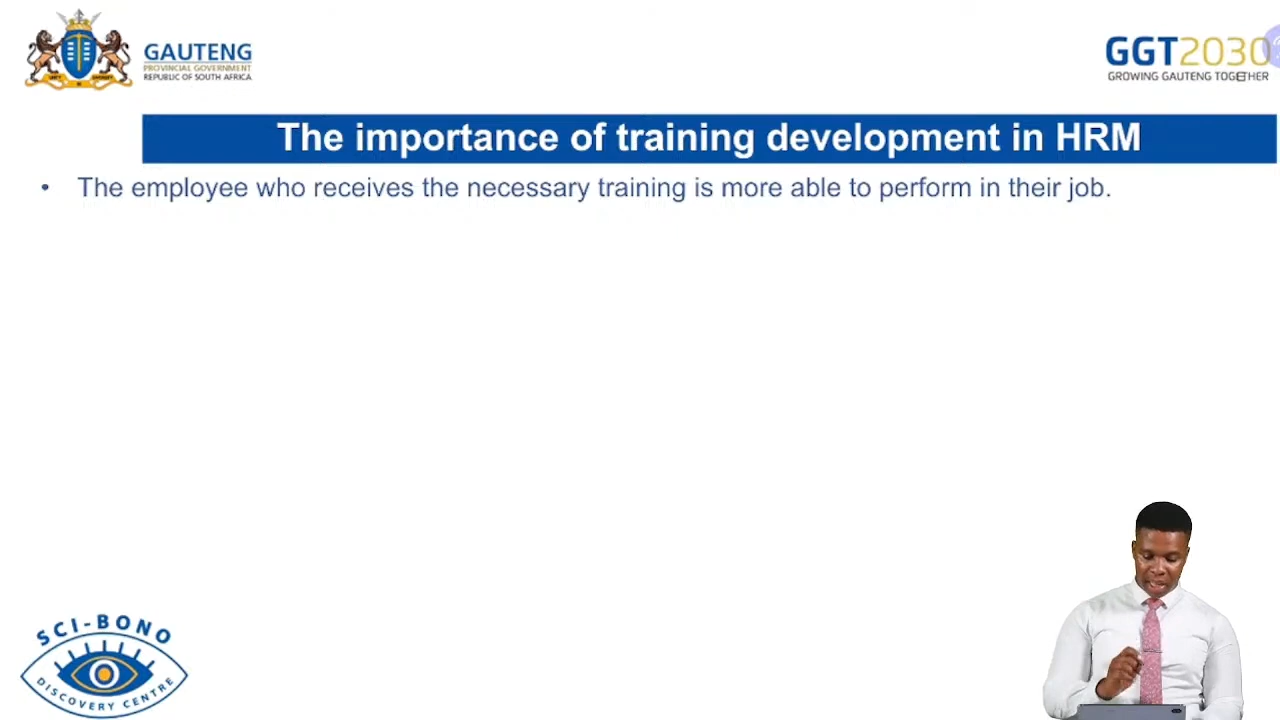 GAUTENG
PROVINCIAL GOVERNMENT
REPUBLIC OF SOUTH AFRICA
GGT2030
GROWING GAUTENG TOGETHER
The importance of training development in HRM
• The employee who receives the necessary training is more able to perform in their job.
SCI-BONO
DISCOVERY CENTRE